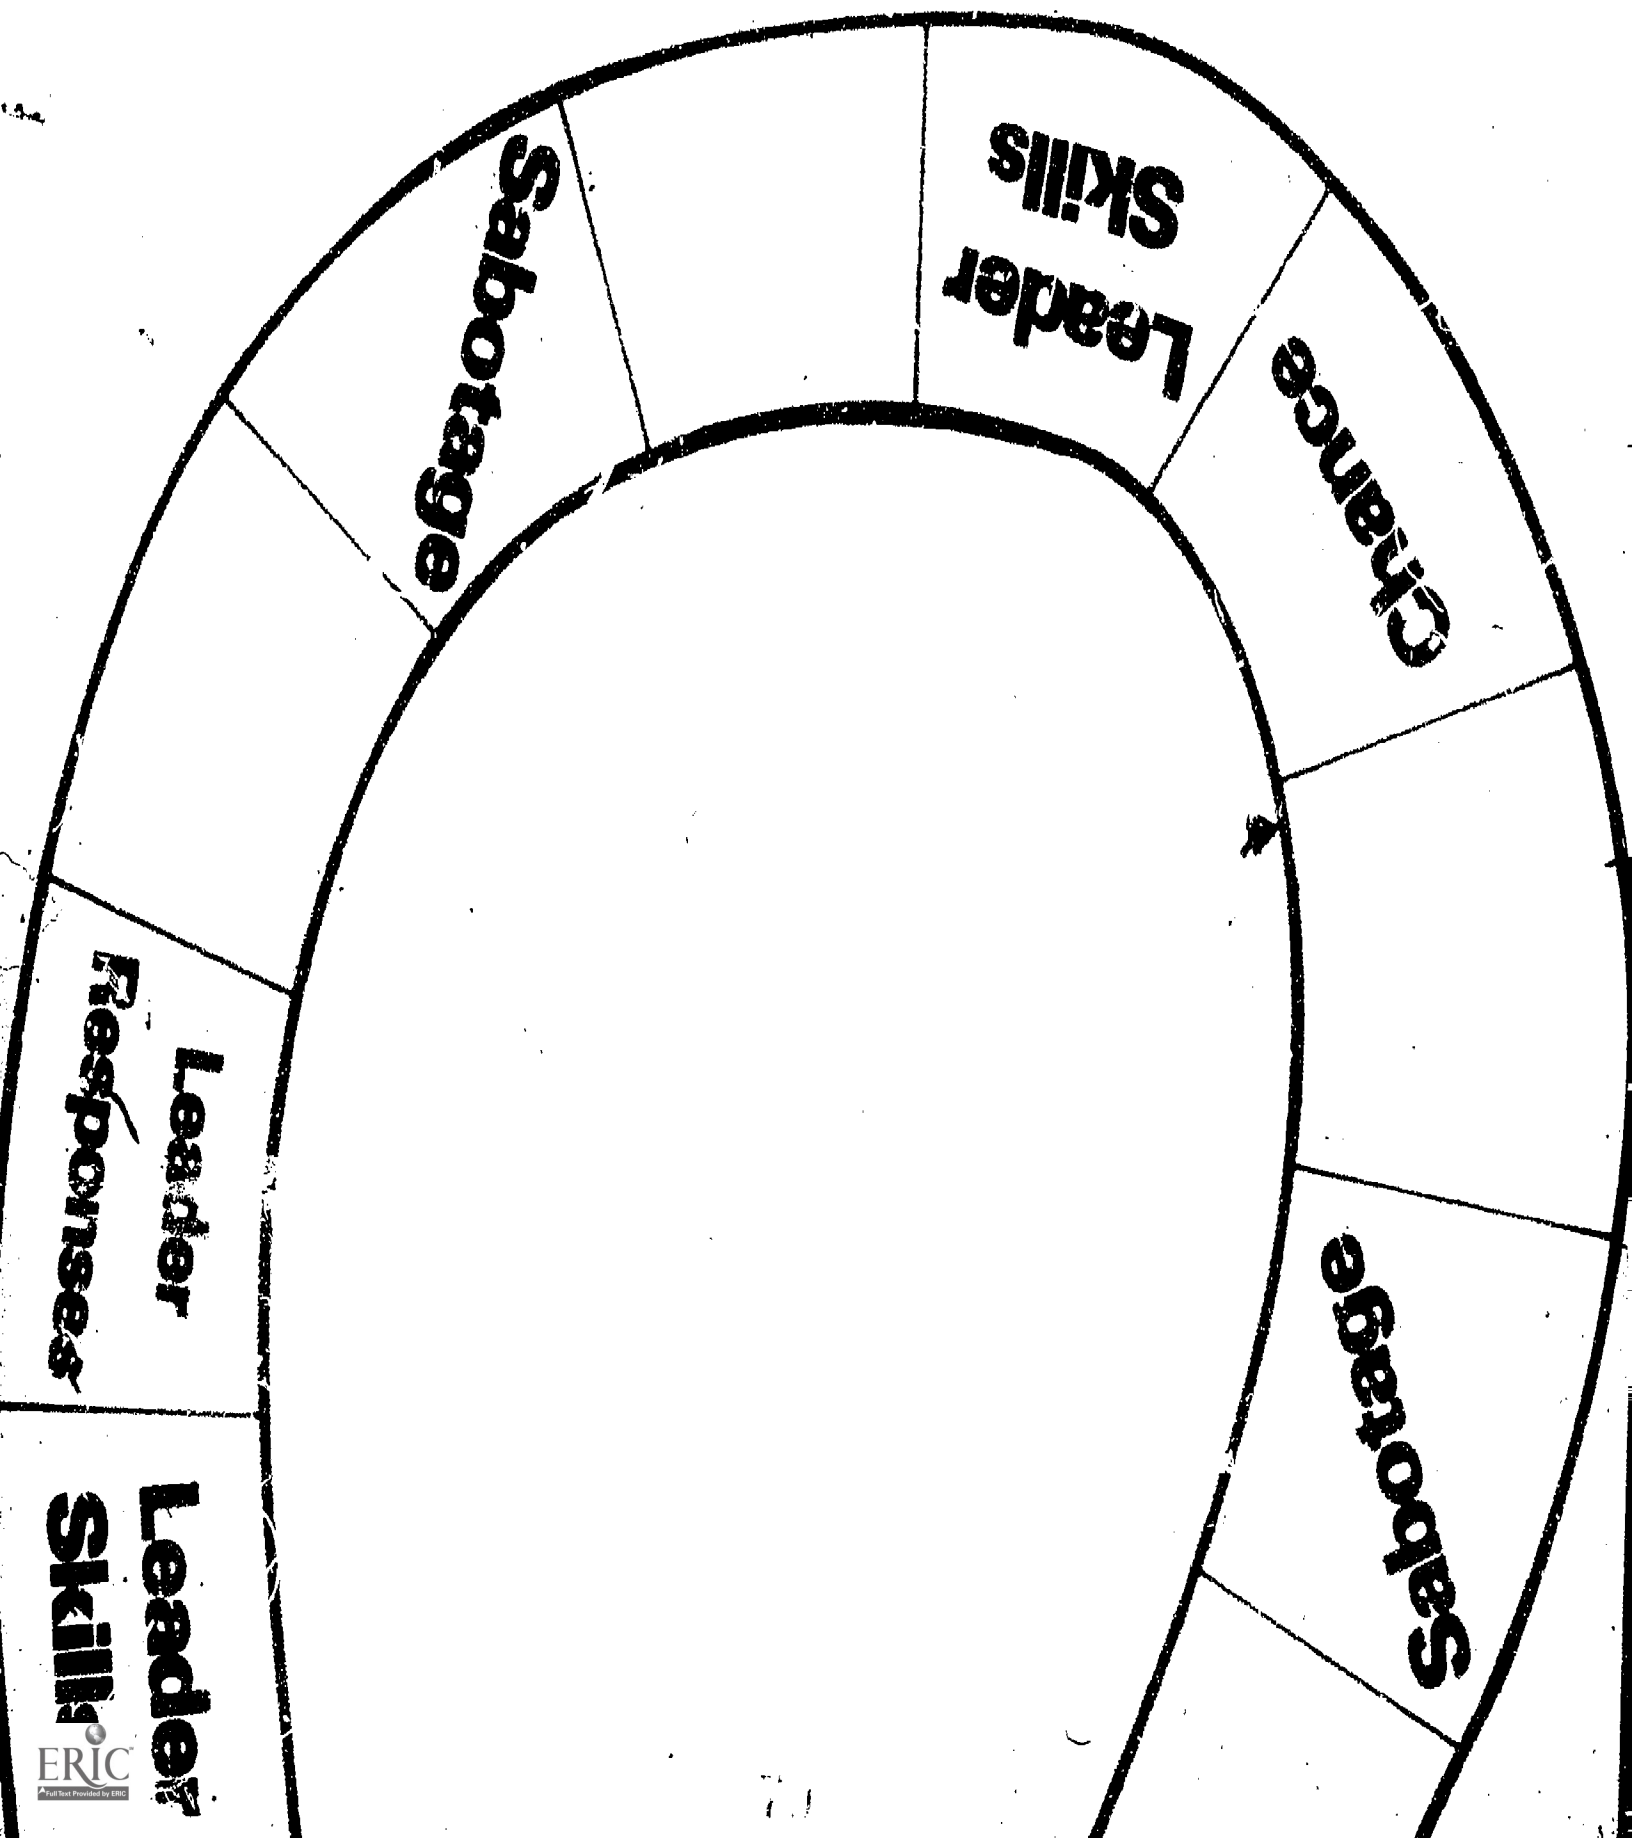 Leader
Skills
Chance
Sabotage
Sabotage
Leader
Responses
Leader
Skills
ERIC
Full Text Provided by ERIC